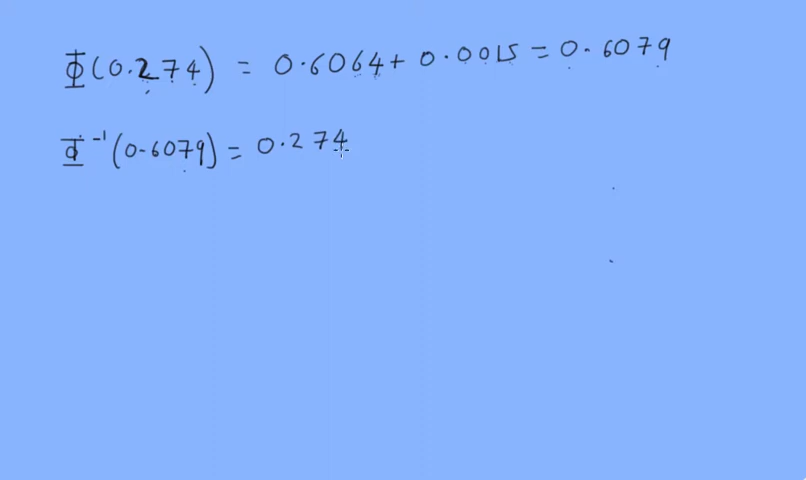 Φ(0.274) = 0.6064 + 0.0015 = 0.6079
Φ⁻¹(0.6079) = 0.274